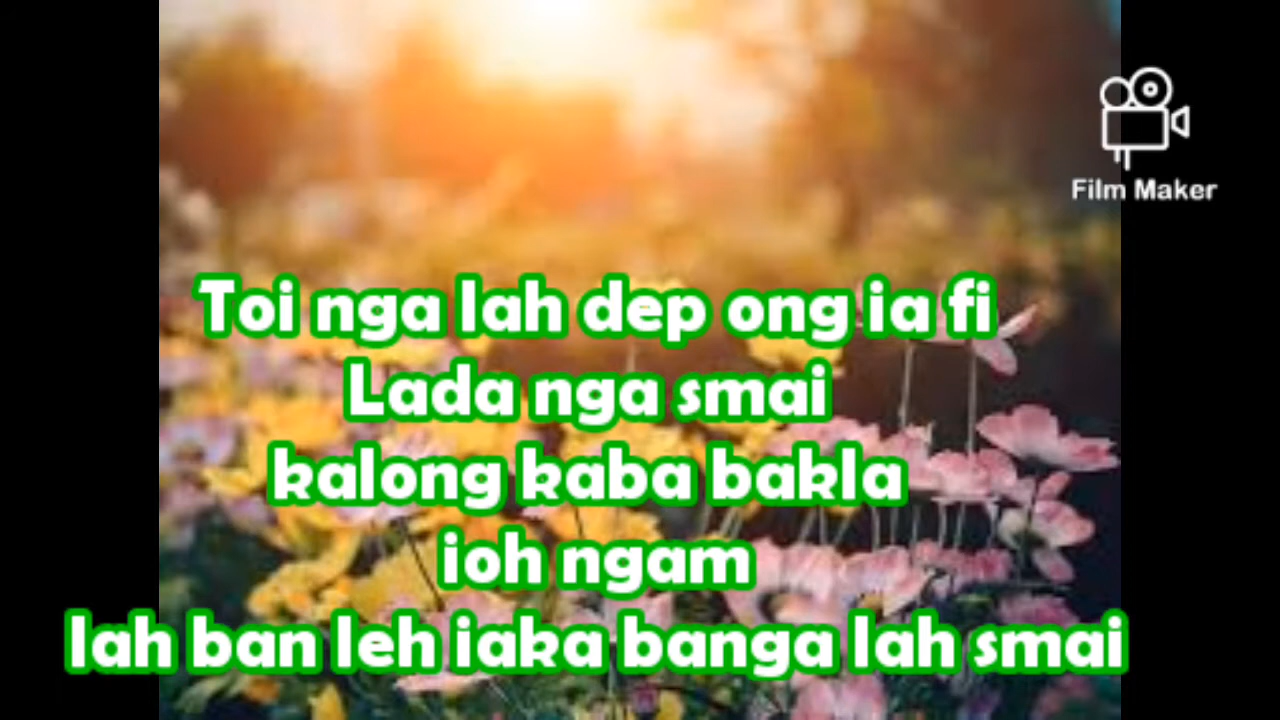 Film Maker
Toi nga lah dep ong ia fi
Lada nga smai
kalong kaba bakla
ioh ngam
lah ban leh iaka banga lah smai